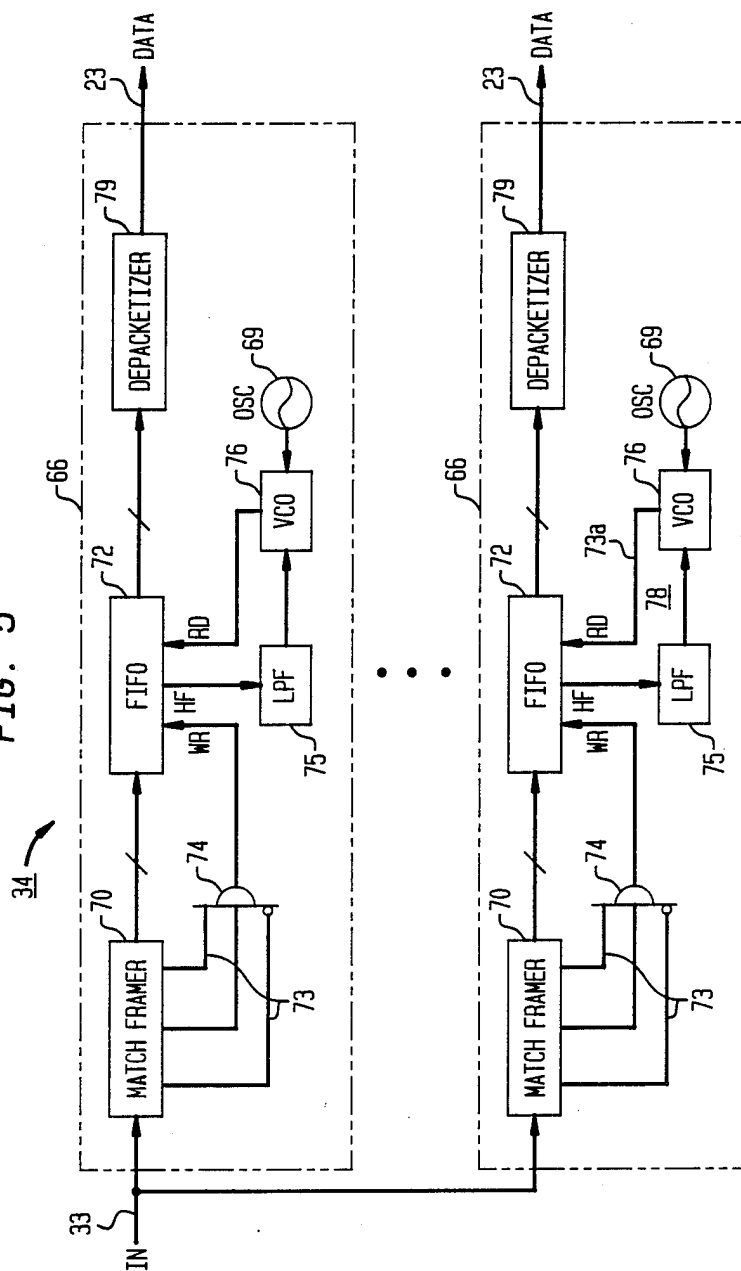 FIG. 5
34
IN
33
66
MATCH FRAMER
70
73
74
FIFO
72
WR
HF
RD
LPF
75
VCO
76
OSC
69
DEPACKETIZER
79
23
DATA
66
MATCH FRAMER
70
73
74
FIFO
72
WR
HF
RD
73a
LPF
75
78
VCO
76
OSC
69
DEPACKETIZER
79
23
DATA